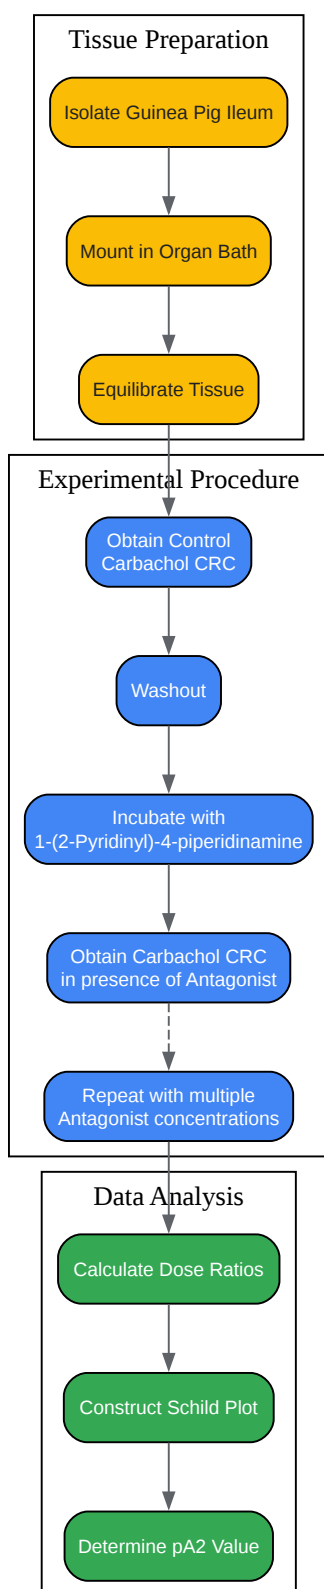 Tissue Preparation
Isolate Guinea Pig Ileum
Mount in Organ Bath
Equilibrate Tissue
Experimental Procedure
Obtain Control
Carbachol CRC
Washout
Incubate with
1-(2-Pyridinyl)-4-piperidinamine
Obtain Carbachol CRC
in presence of Antagonist
Repeat with multiple
Antagonist concentrations
Data Analysis
Calculate Dose Ratios
Construct Schild Plot
Determine pA2 Value